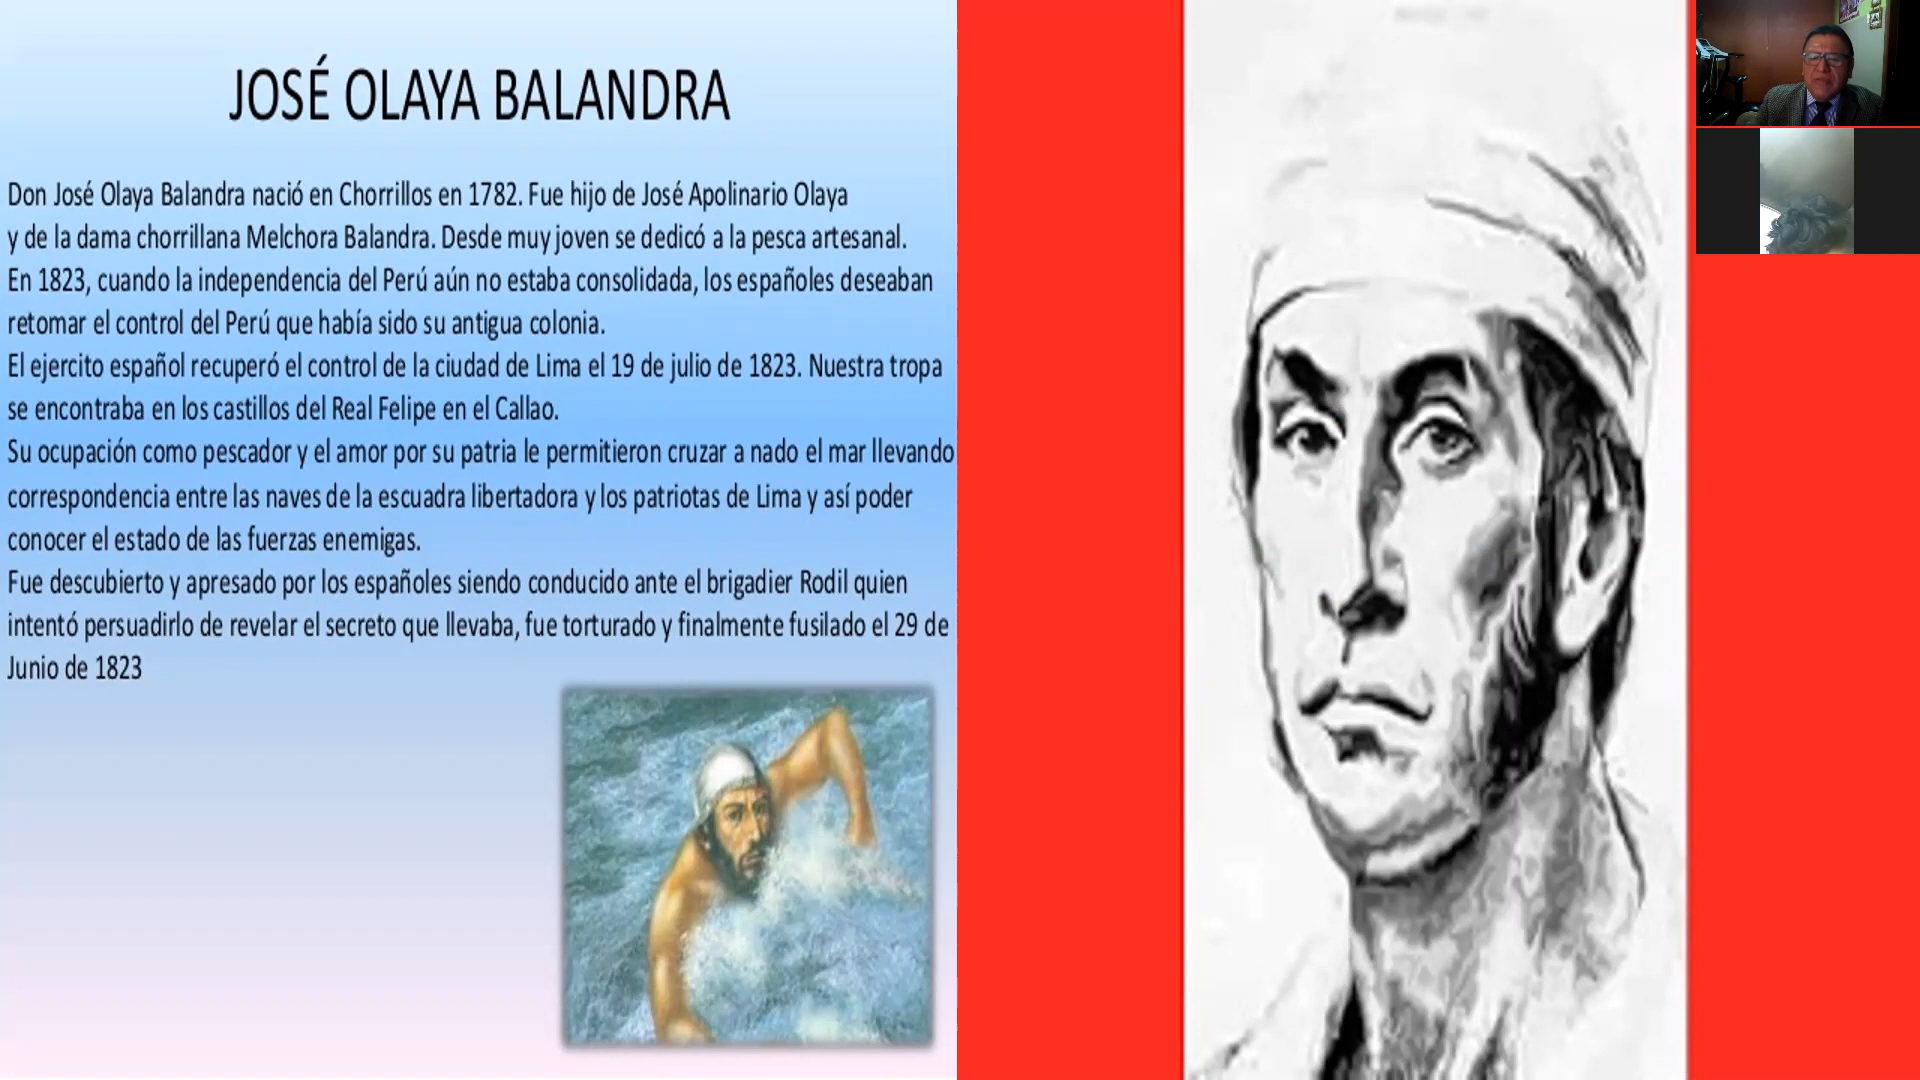 JOSÉ OLAYA BALANDRA
Don José Olaya Balandra nació en Chorrillos en 1782. Fue hijo de José Apolinario Olaya
y de la dama chorrillana Melchora Balandra. Desde muy joven se dedicó a la pesca artesanal.
En 1823, cuando la independencia del Perú aún no estaba consolidada, los españoles deseaban
retomar el control del Perú que había sido su antigua colonia.
El ejercito español recuperó el control de la ciudad de Lima el 19 de julio de 1823. Nuestra tropa
se encontraba en los castillos del Real Felipe en el Callao.
Su ocupación como pescador y el amor por su patria le permitieron cruzar a nado el mar llevando
correspondencia entre las naves de la escuadra libertadora y los patriotas de Lima y así poder
conocer el estado de las fuerzas enemigas.
Fue descubierto y apresado por los españoles siendo conducido ante el brigadier Rodil quien
intentó persuadirlo de revelar el secreto que llevaba, fue torturado y finalmente fusilado el 29 de
Junio de 1823